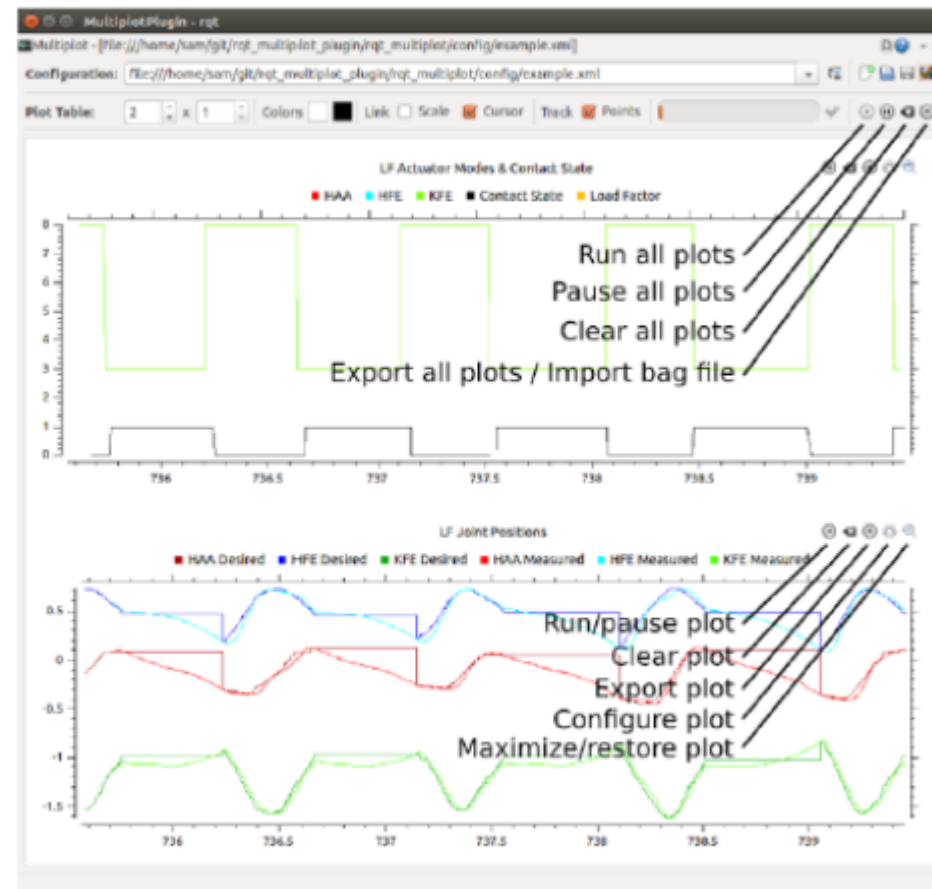 MultiplotPlugin - rqt
Multiplot - [file:///home/sam/git/rqt_multiplot_plugin/rqt_multiplot/config/example.xml]
Configuration: file:///home/sam/git/rqt_multiplot_plugin/rqt_multiplot/config/example.xml
Plot Table: 2 x 1 Colors Link Scale Cursor Track Points
LF Actuator Modes & Contact State
HAA HFE KFE Contact State Load Factor
8
7
6
5
4
3
2
1
0
Run all plots
Pause all plots
Clear all plots
Export all plots / Import bag file
736 736.5 737 737.5 738 738.5 739
LF Joint Positions
HAA Desired HFE Desired KFE Desired HAA Measured HFE Measured KFE Measured
0.5
0
-0.5
-1
-1.5
Run/pause plot
Clear plot
Export plot
Configure plot
Maximize/restore plot
736 736.5 737 737.5 738 738.5 739